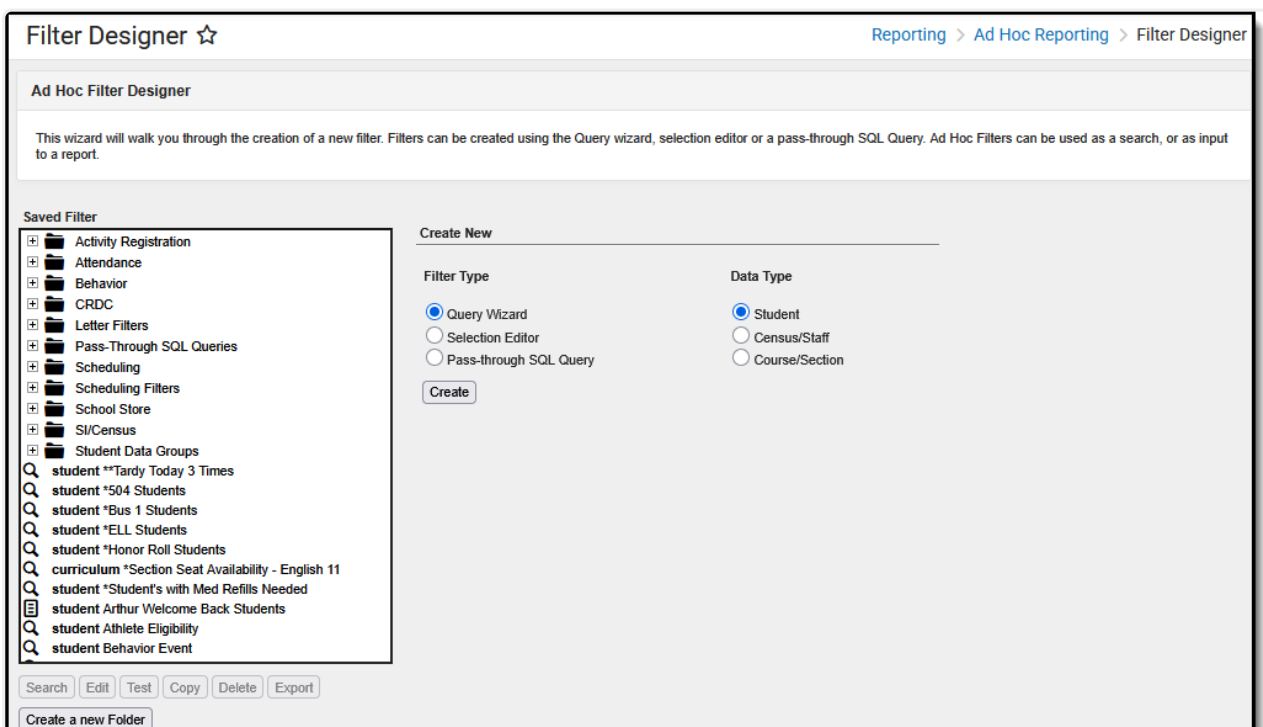 Filter Designer
Reporting > Ad Hoc Reporting > Filter Designer
Ad Hoc Filter Designer
This wizard will walk you through the creation of a new filter. Filters can be created using the Query wizard, selection editor or a pass-through SQL Query. Ad Hoc Filters can be used as a search, or as input
to a report.
Saved Filter
Activity Registration
Attendance
Behavior
CRDC
Letter Filters
Pass-Through SQL Queries
Scheduling
Scheduling Filters
School Store
SI/Census
Student Data Groups
student **Tardy Today 3 Times
student *504 Students
student *Bus 1 Students
student *ELL Students
student *Honor Roll Students
curriculum *Section Seat Availability - English 11
student *Student's with Med Refills Needed
student Arthur Welcome Back Students
student Athlete Eligibility
student Behavior Event
Search Edit Test Copy Delete Export
Create a new Folder
Create New
Filter Type
Query Wizard
Selection Editor
Pass-through SQL Query
Data Type
Student
Census/Staff
Course/Section
Create